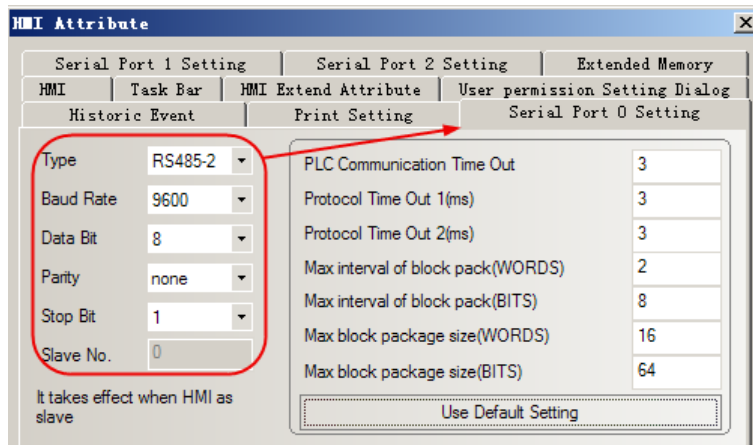 HMI Attribute
Serial Port 1 Setting Serial Port 2 Setting Extended Memory
HMI Task Bar HMI Extend Attribute User permission Setting Dialog
Historic Event Print Setting Serial Port 0 Setting
Type RS485-2
Baud Rate 9600
Data Bit 8
Parity none
Stop Bit 1
Slave No. 0
It takes effect when HMI as
slave
PLC Communication Time Out 3
Protocol Time Out 1(ms) 3
Protocol Time Out 2(ms) 3
Max interval of block pack(WORDS) 2
Max interval of block pack(BITS) 8
Max block package size(WORDS) 16
Max block package size(BITS) 64
Use Default Setting